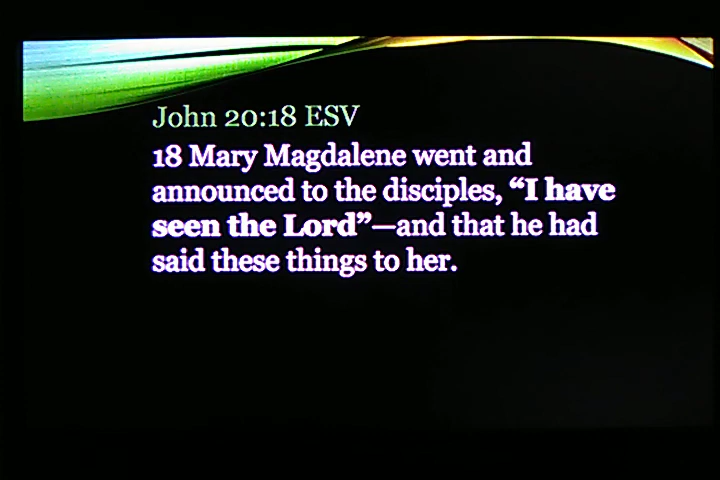 John 20:18 ESV
18 Mary Magdalene went and
announced to the disciples, “I have
seen the Lord”—and that he had
said these things to her.